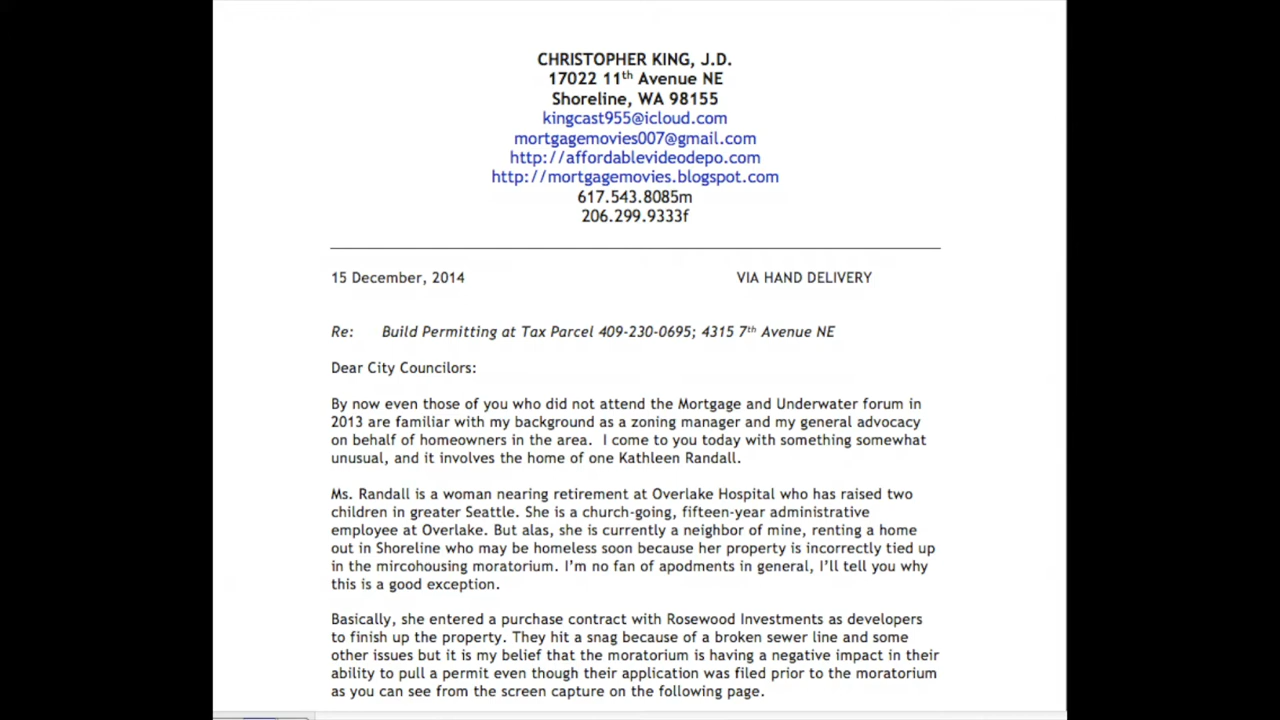 CHRISTOPHER KING, J.D.
17022 11th Avenue NE
Shoreline, WA 98155
kingcast955@icloud.com
mortgagemovies007@gmail.com
http://affordablevideodepo.com
http://mortgagemovies.blogspot.com
617.543.8085m
206.299.9333f
15 December, 2014 VIA HAND DELIVERY
Re: Build Permitting at Tax Parcel 409-230-0695; 4315 7th Avenue NE
Dear City Councilors:
By now even those of you who did not attend the Mortgage and Underwater forum in
2013 are familiar with my background as a zoning manager and my general advocacy
on behalf of homeowners in the area. I come to you today with something somewhat
unusual, and it involves the home of one Kathleen Randall.
Ms. Randall is a woman nearing retirement at Overlake Hospital who has raised two
children in greater Seattle. She is a church-going, fifteen-year administrative
employee at Overlake. But alas, she is currently a neighbor of mine, renting a home
out in Shoreline who may be homeless soon because her property is incorrectly tied up
in the mircohousing moratorium. I'm no fan of apodments in general, I'll tell you why
this is a good exception.
Basically, she entered a purchase contract with Rosewood Investments as developers
to finish up the property. They hit a snag because of a broken sewer line and some
other issues but it is my belief that the moratorium is having a negative impact in their
ability to pull a permit even though their application was filed prior to the moratorium
as you can see from the screen capture on the following page.